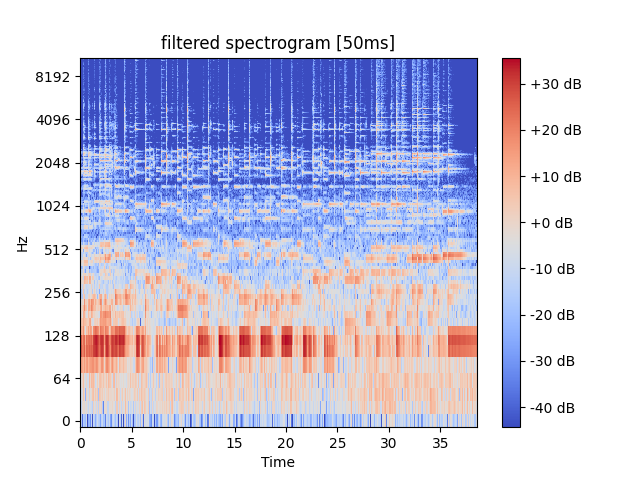 filtered spectrogram [50ms]
8192
4096
2048
1024
512
256
128
64
0
Hz
0 5 10 15 20 25 30 35
Time
+30 dB
+20 dB
+10 dB
+0 dB
-10 dB
-20 dB
-30 dB
-40 dB